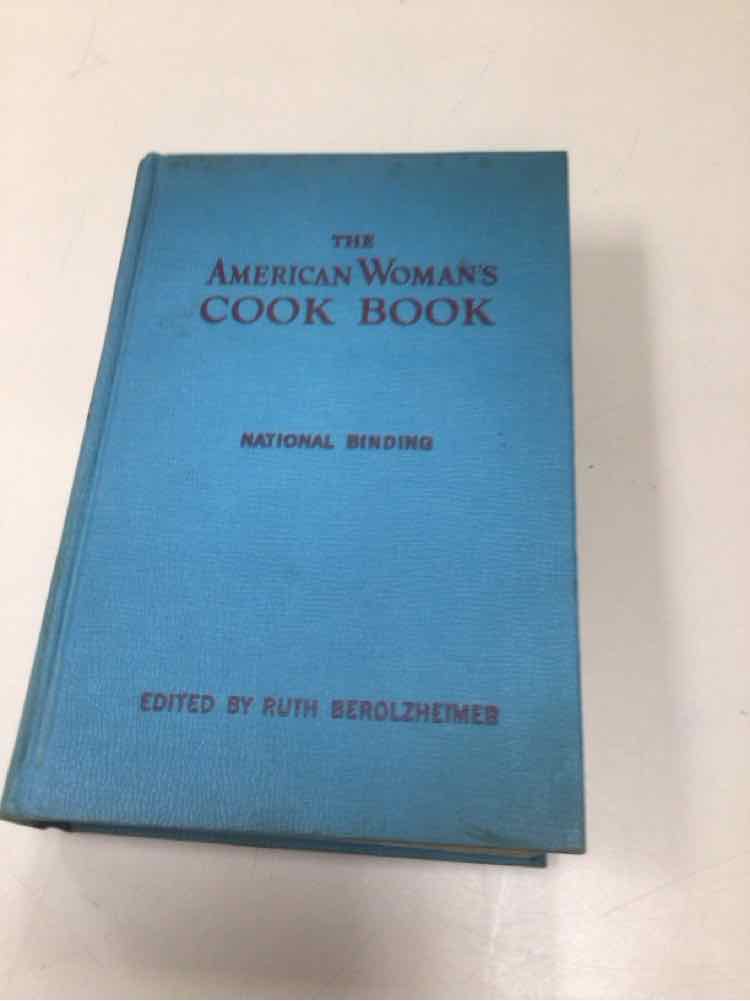 THE
AMERICAN WOMAN'S
COOK BOOK
NATIONAL BINDING
EDITED BY RUTH BEROLZHEIMER